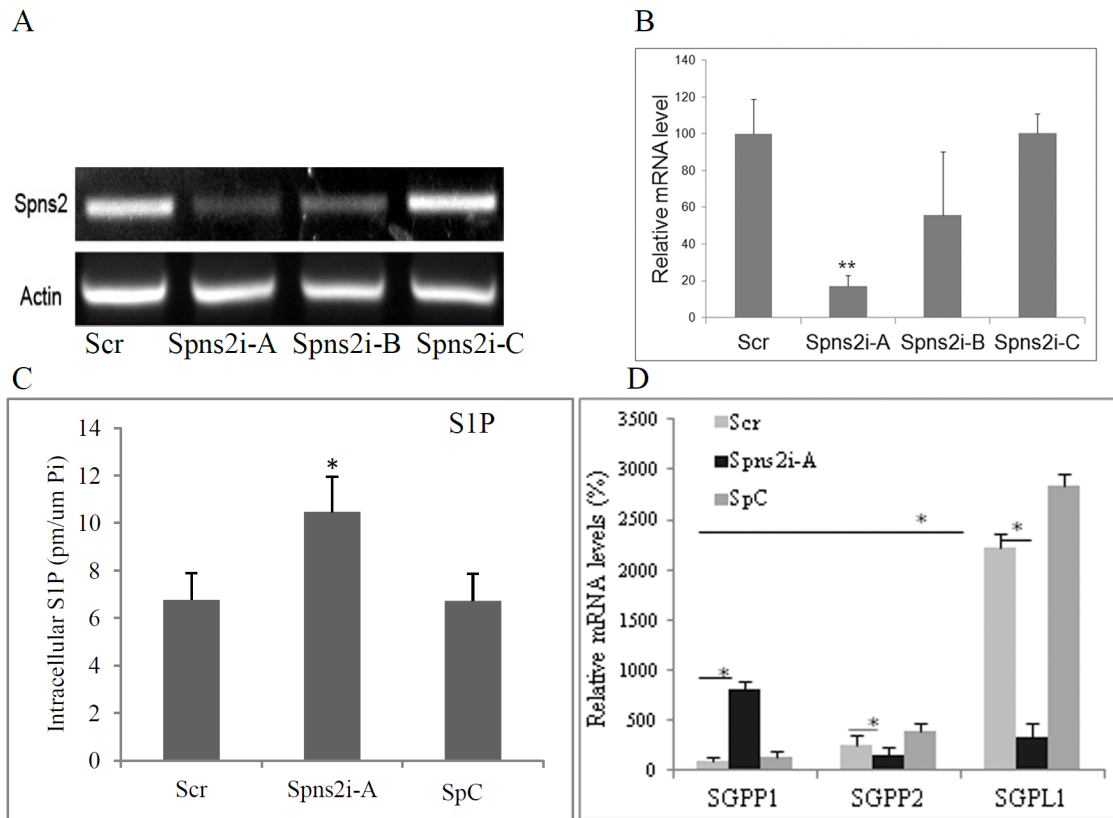 A
Spns2
Actin
Scr Spns2i-A Spns2i-B Spns2i-C
B
Relative mRNA level
140
120
100
80
60
40
20
0
**
Scr Spns2i-A Spns2i-B Spns2i-C
C
S1P
Intracellular S1P (pm/um Pi)
14
12
10
8
6
4
2
0
*
Scr Spns2i-A SpC
D
Relative mRNA levels (%)
3500
3000
2500
2000
1500
1000
500
0
Scr
Spns2i-A
SpC
*
*
*
*
SGPP1 SGPP2 SGPL1